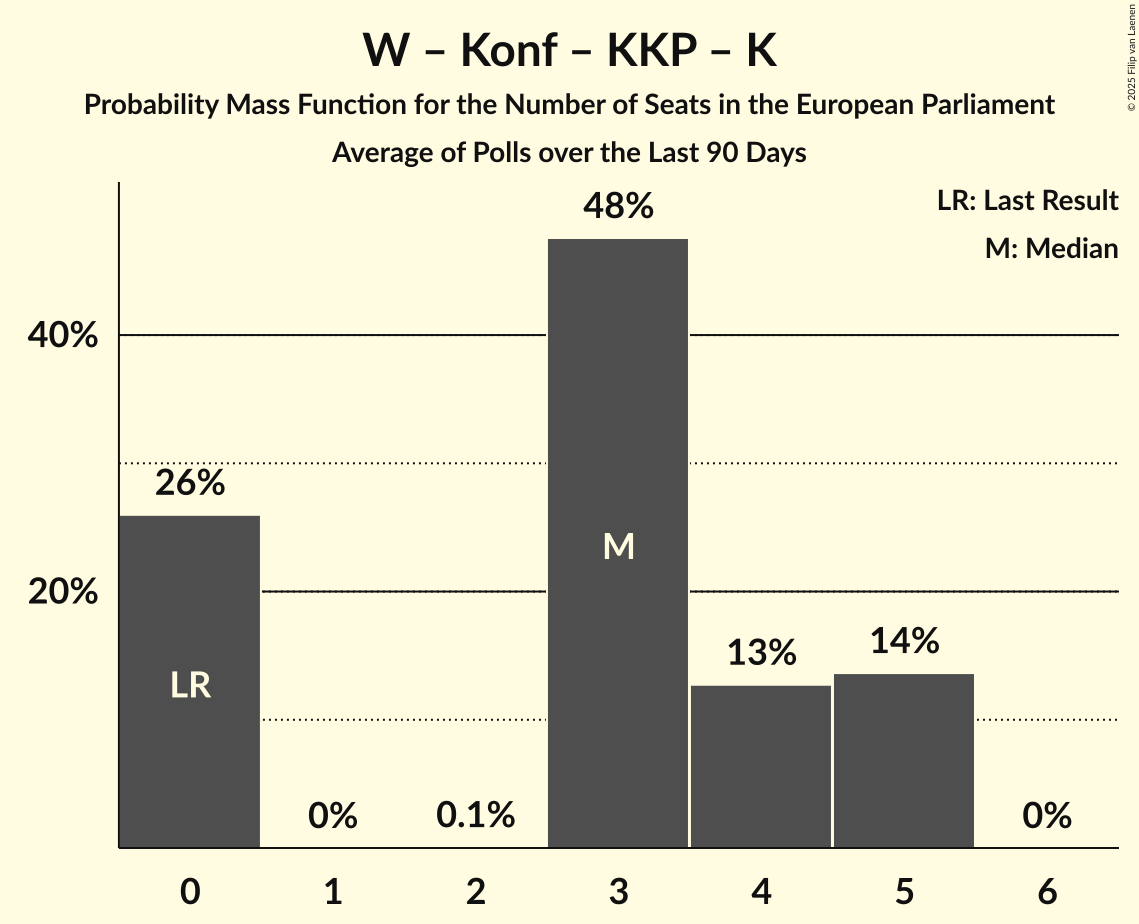 W – Konf – KKP – K
Probability Mass Function for the Number of Seats in the European Parliament
Average of Polls over the Last 90 Days
© 2025 Filip van Laenen
LR: Last Result
M: Median
48%
40%
26%
M
20%
14%
13%
LR
0%
0.1%
0%
0 1 2 3 4 5 6